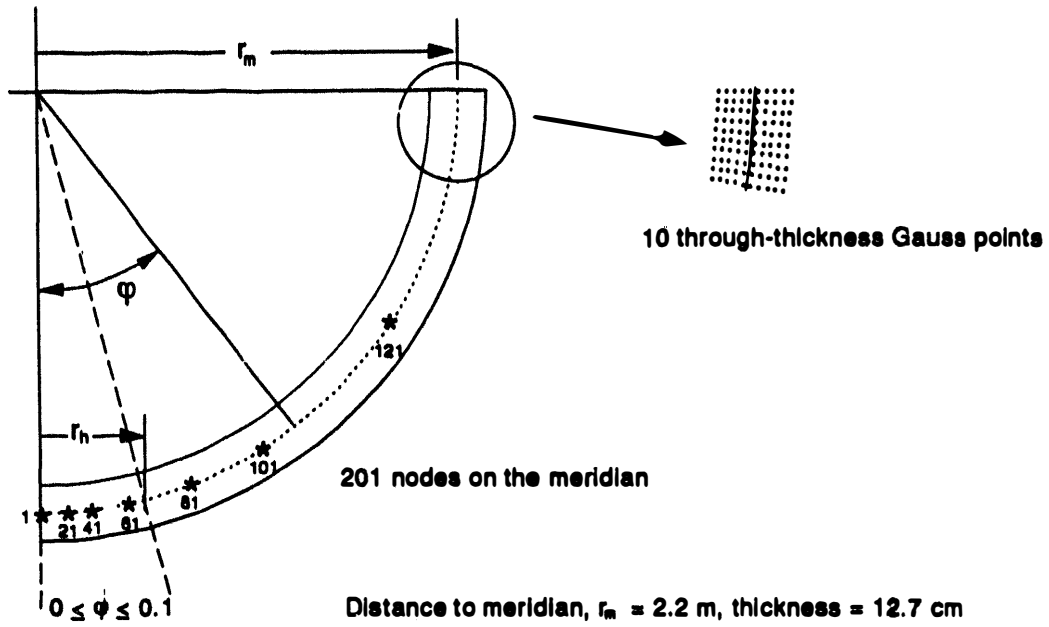 r_m
10 through-thickness Gauss points
φ
121
r_h
101
201 nodes on the meridian
81
1
21
41
61
0 ≤ φ ≤ 0.1
Distance to meridian, r_m = 2.2 m, thickness = 12.7 cm